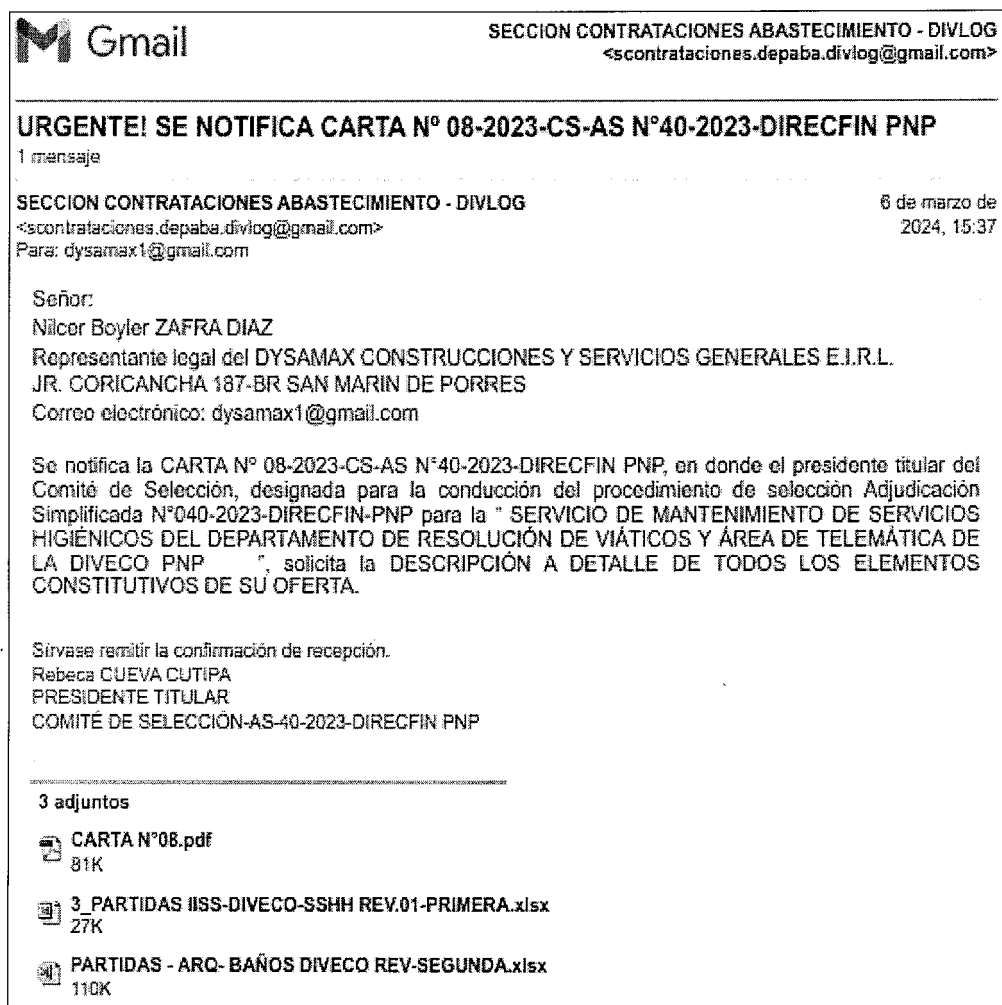 Gmail
SECCION CONTRATACIONES ABASTECIMIENTO - DIVLOG
<scontrataciones.depaba.divlog@gmail.com>
URGENTE! SE NOTIFICA CARTA Nº 08-2023-CS-AS N°40-2023-DIRECFIN PNP
1 mensaje
SECCION CONTRATACIONES ABASTECIMIENTO - DIVLOG
6 de marzo de
<scontrataciones.depaba.divlog@gmail.com>
2024, 15:37
Para: dysamax1@gmail.com
Señor:
Nilcer Boyler ZAFRA DIAZ
Representante legal del DYSAMAX CONSTRUCCIONES Y SERVICIOS GENERALES E.I.R.L.
JR. CORICANCHA 187-BR SAN MARIN DE PORRES
Correo electrónico: dysamax1@gmail.com
Se notifica la CARTA Nº 08-2023-CS-AS N°40-2023-DIRECFIN PNP, en donde el presidente titular del
Comité de Selección, designada para la conducción del procedimiento de selección Adjudicación
Simplificada N°040-2023-DIRECFIN-PNP para la " SERVICIO DE MANTENIMIENTO DE SERVICIOS
HIGIÉNICOS DEL DEPARTAMENTO DE RESOLUCIÓN DE VIÁTICOS Y ÁREA DE TELEMÁTICA DE
LA DIVECO PNP ", solicita la DESCRIPCIÓN A DETALLE DE TODOS LOS ELEMENTOS
CONSTITUTIVOS DE SU OFERTA.
Sírvase remitir la confirmación de recepción.
Rebeca CUEVA CUTIPA
PRESIDENTE TITULAR
COMITÉ DE SELECCIÓN-AS-40-2023-DIRECFIN PNP
3 adjuntos
CARTA N°08.pdf
81K
3_PARTIDAS IISS-DIVECO-SSHH REV.01-PRIMERA.xlsx
27K
PARTIDAS - ARQ- BAÑOS DIVECO REV-SEGUNDA.xlsx
110K